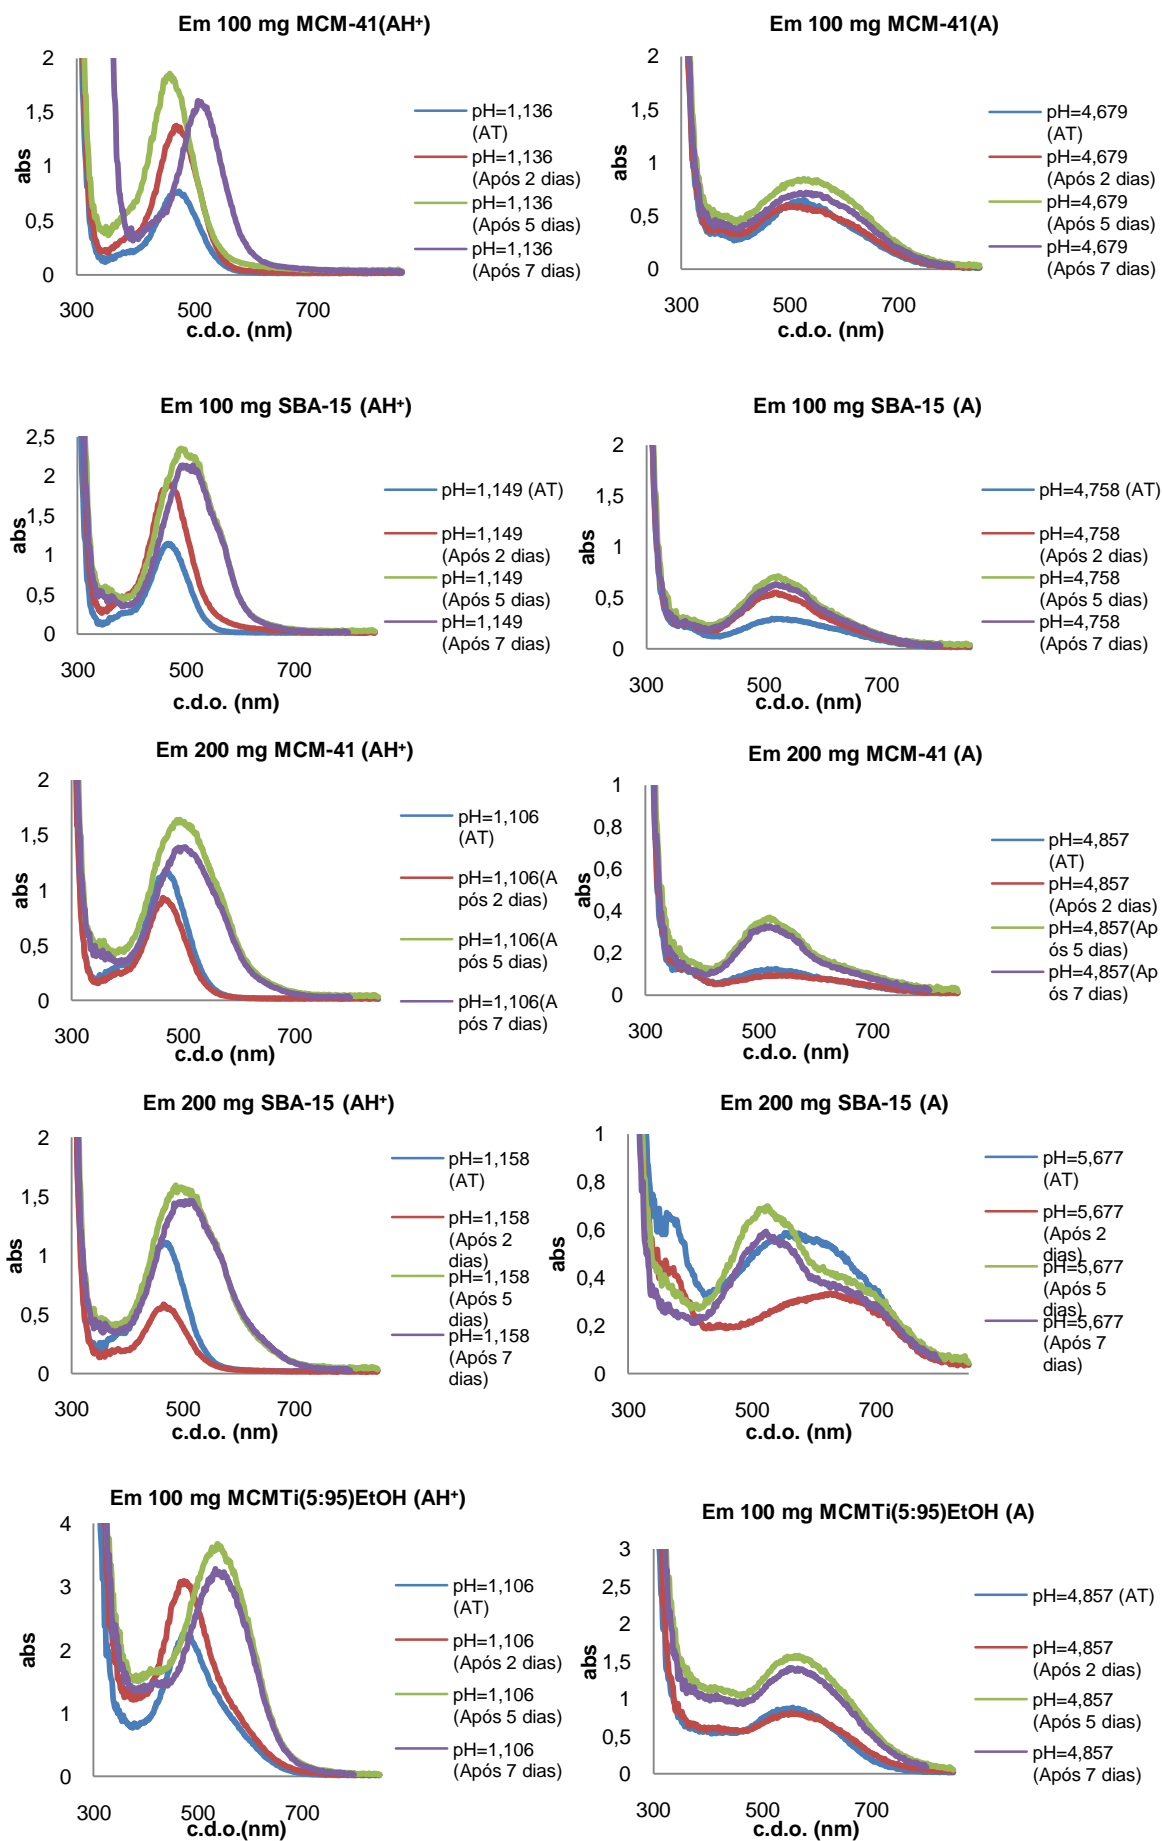 Em 100 mg MCM-41(AH⁺)
2
1,5
1
0,5
0
abs
300
500
700
c.d.o. (nm)
pH=1,136
(AT)
pH=1,136
(Após 2 dias)
pH=1,136
(Após 5 dias)
pH=1,136
(Após 7 dias)
Em 100 mg MCM-41(A)
2
1,5
1
0,5
0
abs
300
500
700
c.d.o. (nm)
pH=4,679
(AT)
pH=4,679
(Após 2 dias)
pH=4,679
(Após 5 dias)
pH=4,679
(Após 7 dias)
Em 100 mg SBA-15 (AH⁺)
2,5
2
1,5
1
0,5
0
abs
300
500
700
c.d.o. (nm)
pH=1,149 (AT)
pH=1,149
(Após 2 dias)
pH=1,149
(Após 5 dias)
pH=1,149
(Após 7 dias)
Em 100 mg SBA-15 (A)
2
1,5
1
0,5
0
abs
300
500
700
c.d.o. (nm)
pH=4,758 (AT)
pH=4,758
(Após 2 dias)
pH=4,758
(Após 5 dias)
pH=4,758
(Após 7 dias)
Em 200 mg MCM-41 (AH⁺)
2
1,5
1
0,5
0
abs
300
500
700
c.d.o (nm)
pH=1,106
(AT)
pH=1,106(A
pós 2 dias)
pH=1,106(A
pós 5 dias)
pH=1,106(A
pós 7 dias)
Em 200 mg MCM-41 (A)
1
0,8
0,6
0,4
0,2
0
abs
300
500
700
c.d.o. (nm)
pH=4,857
(AT)
pH=4,857
(Após 2 dias)
pH=4,857(Ap
ós 5 dias)
pH=4,857(Ap
ós 7 dias)
Em 200 mg SBA-15 (AH⁺)
2
1,5
1
0,5
0
abs
300
500
700
c.d.o. (nm)
pH=1,158
(AT)
pH=1,158
(Após 2
dias)
pH=1,158
(Após 5
dias)
pH=1,158
(Após 7
dias)
Em 200 mg SBA-15 (A)
1
0,8
0,6
0,4
0,2
0
abs
300
500
700
c.d.o. (nm)
pH=5,677
(AT)
pH=5,677
(Após 2
dias)
pH=5,677
(Após 5
dias)
pH=5,677
(Após 7
dias)
Em 100 mg MCMTi(5:95)EtOH (AH⁺)
4
3
2
1
0
abs
300
500
700
c.d.o.(nm)
pH=1,106
(AT)
pH=1,106
(Após 2 dias)
pH=1,106
(Após 5 dias)
pH=1,106
(Após 7 dias)
Em 100 mg MCMTi(5:95)EtOH (A)
3
2,5
2
1,5
1
0,5
0
abs
300
500
700
c.d.o. (nm)
pH=4,857 (AT)
pH=4,857
(Após 2 dias)
pH=4,857
(Após 5 dias)
pH=4,857
(Após 7 dias)